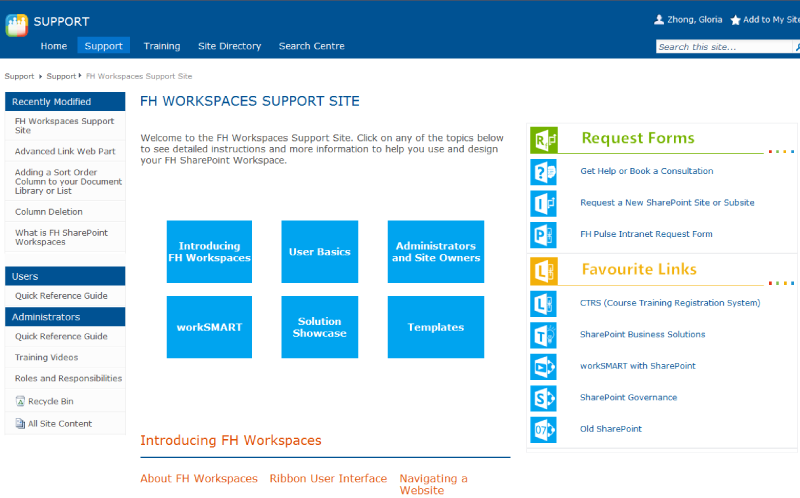 SUPPORT
Zhong, Gloria
Add to My Site
Home
Support
Training
Site Directory
Search Centre
Search this site...
Support
Support
FH Workspaces Support Site
Recently Modified
FH Workspaces Support
Site
Advanced Link Web Part
Adding a Sort Order
Column to your Document
Library or List
Column Deletion
What is FH SharePoint
Workspaces
Users
Quick Reference Guide
Administrators
Quick Reference Guide
Training Videos
Roles and Responsibilities
Recycle Bin
All Site Content
FH WORKSPACES SUPPORT SITE
Welcome to the FH Workspaces Support Site. Click on any of the topics below
to see detailed instructions and more information to help you use and design
your FH SharePoint Workspace.
Introducing
FH Workspaces
User Basics
Administrators
and Site Owners
workSMART
Solution
Showcase
Templates
Introducing FH Workspaces
About FH Workspaces
Ribbon User Interface
Navigating a
Website
R
Request Forms
?
Get Help or Book a Consultation
I
Request a New SharePoint Site or Subsite
P
FH Pulse Intranet Request Form
L
Favourite Links
L
CTRS (Course Training Registration System)
T
SharePoint Business Solutions
workSMART with SharePoint
S
SharePoint Governance
07
Old SharePoint